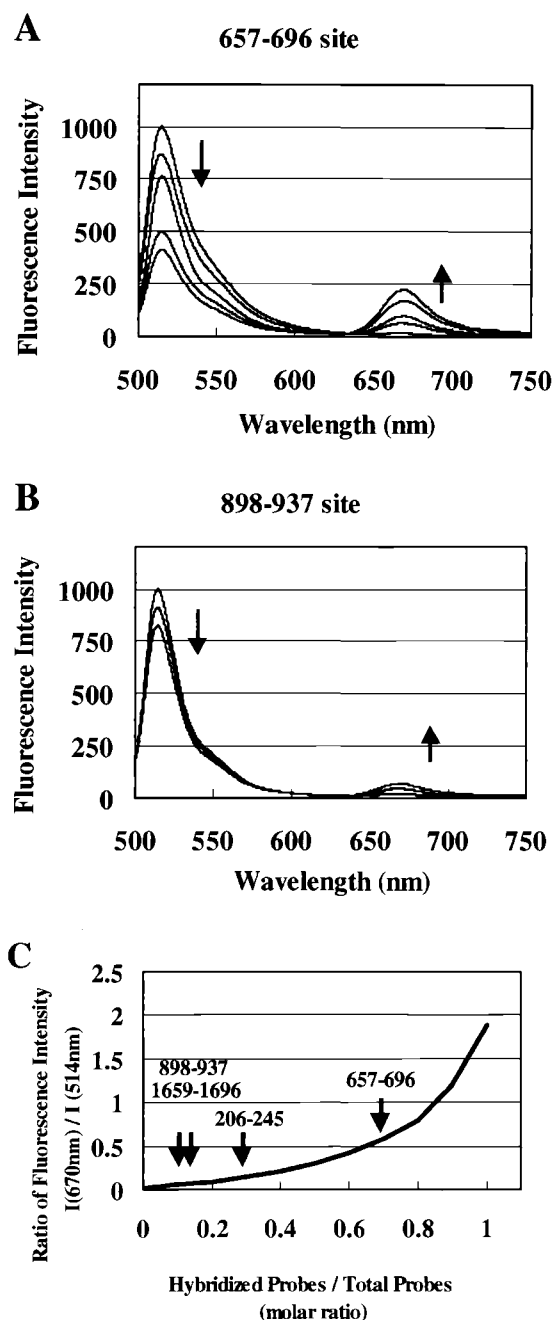 A
657-696 site
Fluorescence Intensity
1000
750
500
250
0
500 550 600 650 700 750
Wavelength (nm)
B
898-937 site
Fluorescence Intensity
1000
750
500
250
0
500 550 600 650 700 750
Wavelength (nm)
C
Ratio of Fluorescence Intensity
I(670nm) / I (514nm)
2.5
2
1.5
1
0.5
0
898-937
1659-1696
206-245
657-696
0 0.2 0.4 0.6 0.8 1
Hybridized Probes / Total Probes
(molar ratio)